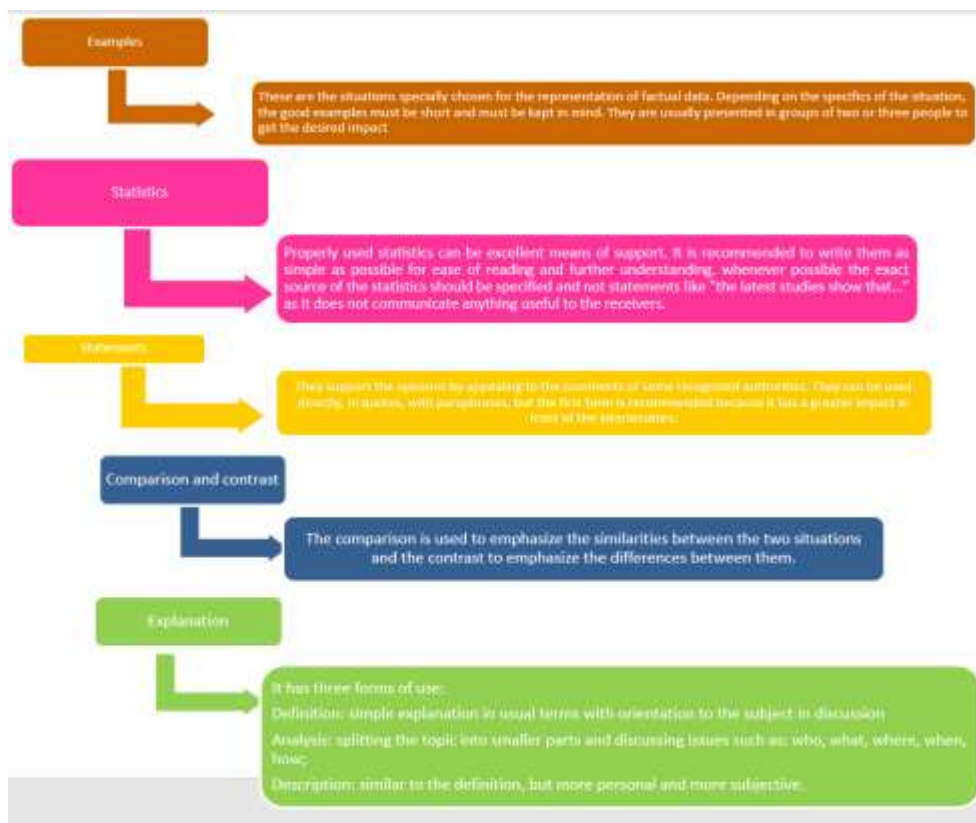 Examples
These are the situations specially chosen for the representation of factual data. Depending on the specifics of the situation,
the good examples must be short and must be kept in mind. They are usually presented in groups of two or three people to
get the desired impact
Statistics
Properly used statistics can be excellent means of support. It is recommended to write them as
simple as possible for ease of reading and further understanding, whenever possible the exact
source of the statistics should be specified and not statements like "the latest studies show that..."
as it does not communicate anything useful to the receivers.
Statements
They support the opinions by appealing to the comments of some recognized authorities. They can be used
directly, in quotes, with paraphrases, but the first form is recommended because it has a greater impact in
front of the interlocutors.
Comparison and contrast
The comparison is used to emphasize the similarities between the two situations
and the contrast to emphasize the differences between them.
Explanation
It has three forms of use:
Definition: simple explanation in usual terms with orientation to the subject in discussion
Analysis: splitting the topic into smaller parts and discussing issues such as: who, what, where, when,
how;
Description: similar to the definition, but more personal and more subjective.